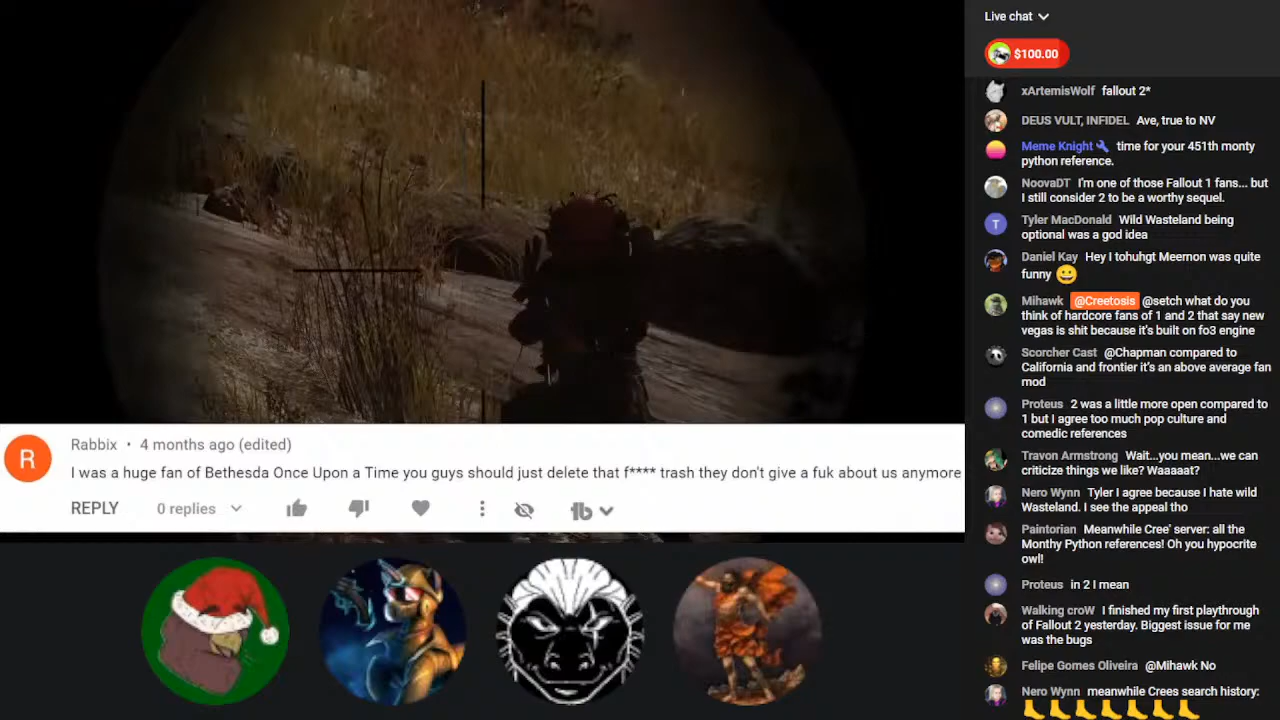 Live chat
$100.00
xArtemisWolf fallout 2*
DEUS VULT, INFIDEL Ave, true to NV
Meme Knight time for your 451th monty
python reference.
NoovaDT I'm one of those Fallout 1 fans... but
I still consider 2 to be a worthy sequel.
T
Tyler MacDonald Wild Wasteland being
optional was a god idea
Daniel Kay Hey I tohuhgt Meernon was quite
funny
Mihawk @Creetosis @setch what do you
think of hardcore fans of 1 and 2 that say new
vegas is shit because it's built on fo3 engine
Scorcher Cast @Chapman compared to
California and frontier it's an above average fan
mod
Proteus 2 was a little more open compared to
1 but I agree too much pop culture and
comedic references
Travon Armstrong Wait...you mean...we can
criticize things we like? Waaaaat?
Nero Wynn Tyler I agree because I hate wild
Wasteland. I see the appeal tho
Paintorian Meanwhile Cree' server: all the
Monthy Python references! Oh you hypocrite
owl!
Proteus in 2 I mean
Walking croW I finished my first playthrough
of Fallout 2 yesterday. Biggest issue for me
was the bugs
Felipe Gomes Oliveira @Mihawk No
Nero Wynn meanwhile Crees search history:
R
Rabbix • 4 months ago (edited)
I was a huge fan of Bethesda Once Upon a Time you guys should just delete that f**** trash they don't give a fuk about us anymore
REPLY 0 replies